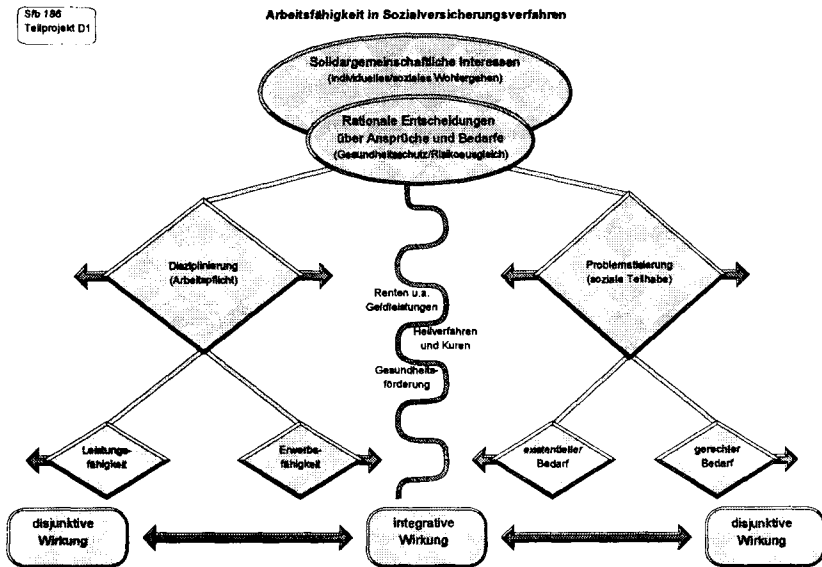 Sfb 186
Teilprojekt D1
Arbeitsfähigkeit in Sozialversicherungsverfahren
Solidargemeinschaftliche Interessen
(individuelles/soziales Wohlergehen)
Rationale Entscheidungen
über Ansprüche und Bedarfe
(Gesundheitsschutz/Risikoausgleich)
Disziplinierung
(Arbeitspflicht)
Problematisierung
(soziale Teilhabe)
Renten u.a.
Geldleistungen
Heilverfahren
und Kuren
Gesundheits-
förderung
Leistungs-
fähigkeit
Erwerbs-
fähigkeit
existentieller
Bedarf
gerechter
Bedarf
disjunktive
Wirkung
integrative
Wirkung
disjunktive
Wirkung